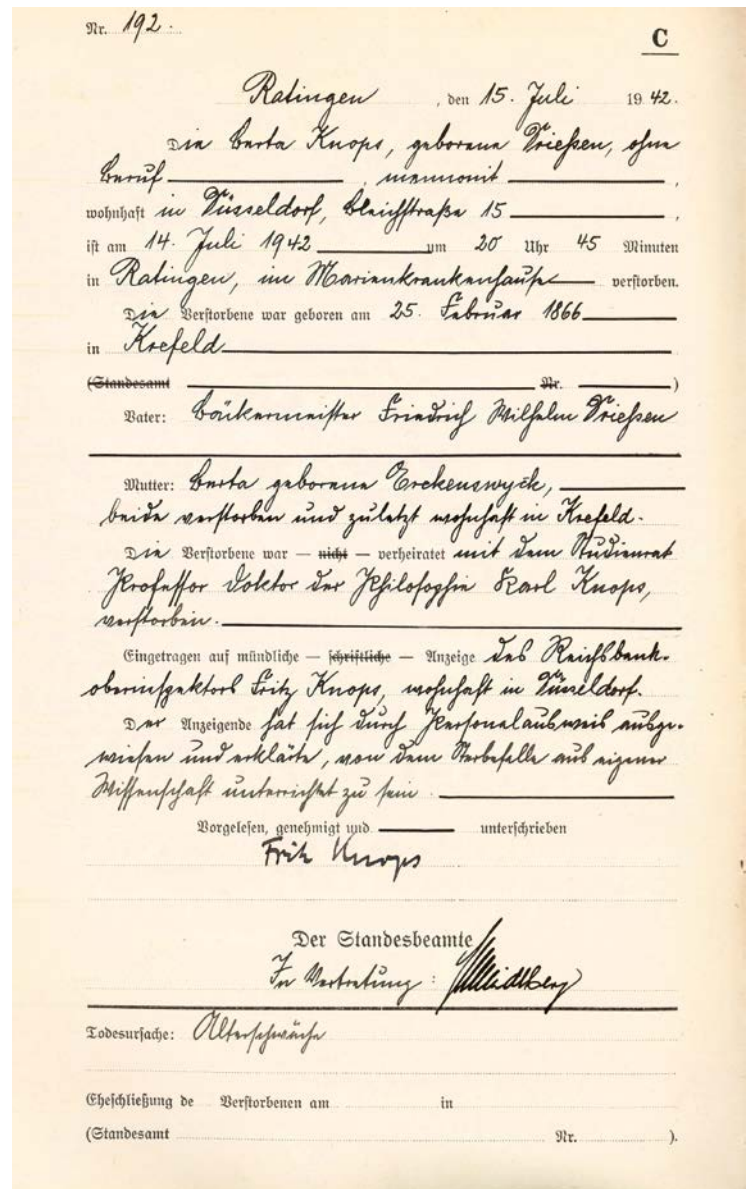 Nr. 192.
C
Ratingen, den 15. Juli 1942.
Die Berta Knops, geborene Drießen, ohne
Beruf, mennonit,
wohnhaft in Düsseldorf, Bleichstraße 15,
ist am 14. Juli 1942 um 20 Uhr 45 Minuten
in Ratingen, im Marienkrankenhause verstorben.
Die Verstorbene war geboren am 25. Februar 1866
in Krefeld
(Standesamt Nr. )
Vater: Bäckermeister Friedrich Wilhelm Drießen
Mutter: Berta geborene Erckenswyck,
beide verstorben und zuletzt wohnhaft in Krefeld.
Die Verstorbene war — nicht — verheiratet mit dem Studienrat
Professor Doktor der Philosophie Karl Knops,
verstorben.
Eingetragen auf mündliche — schriftliche — Anzeige des Reichsbank-
oberinspektors Fritz Knops, wohnhaft in Düsseldorf.
Der Anzeigende hat sich durch Personalausweis ausge-
wiesen und erklärte, von dem Sterbefalle aus eigener
Wissenschaft unterrichtet zu sein.
Vorgelesen, genehmigt und unterschrieben
Fritz Knops
Der Standesbeamte
In Vertretung:
Todesursache: Altersschwäche
Eheschließung de Verstorbenen am in
(Standesamt Nr. ).